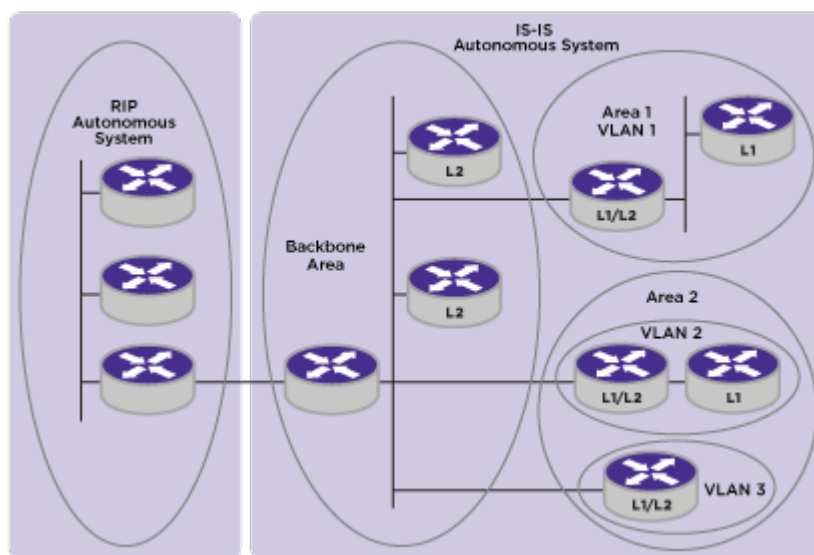 RIP
Autonomous
System
IS-IS
Autonomous System
Backbone
Area
L2
L2
Area 1
VLAN 1
L1
L1/L2
Area 2
VLAN 2
L1/L2
L1
L1/L2
VLAN 3